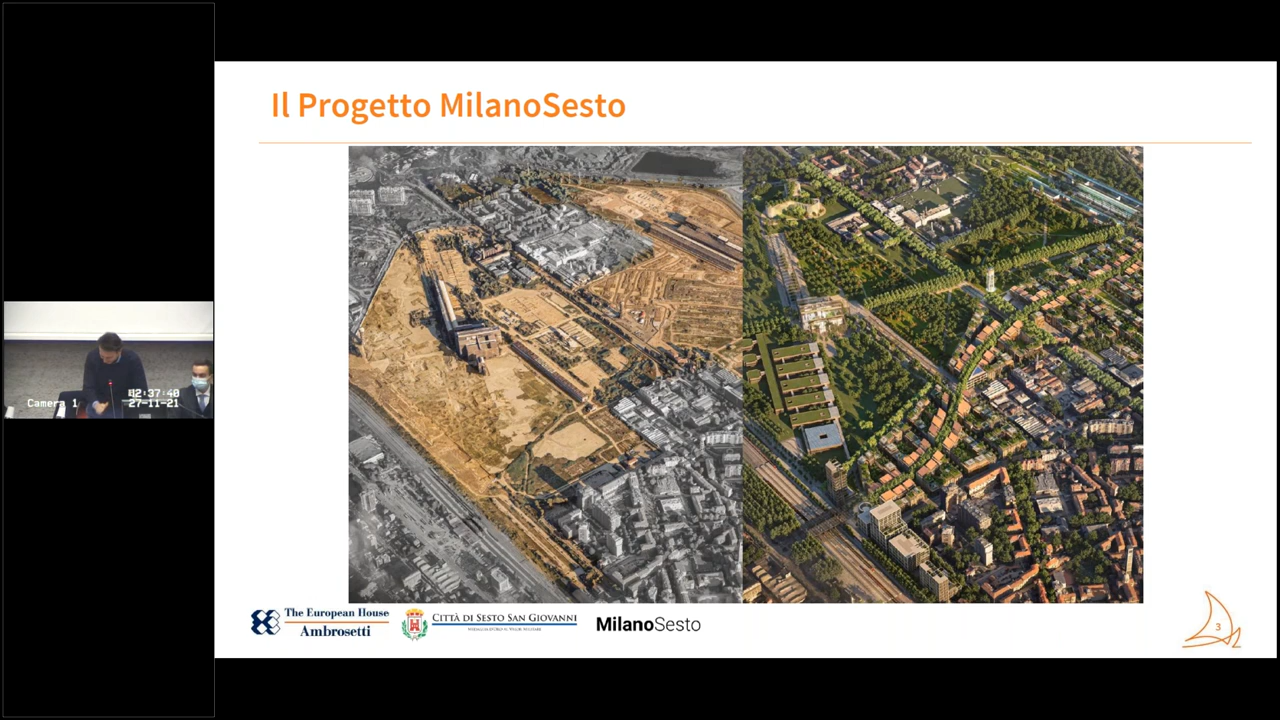 Il Progetto MilanoSesto
Camera 1
12:37:40
27-11-21
The European House
Ambrosetti
CITTÀ DI SESTO SAN GIOVANNI
MilanoSesto
3